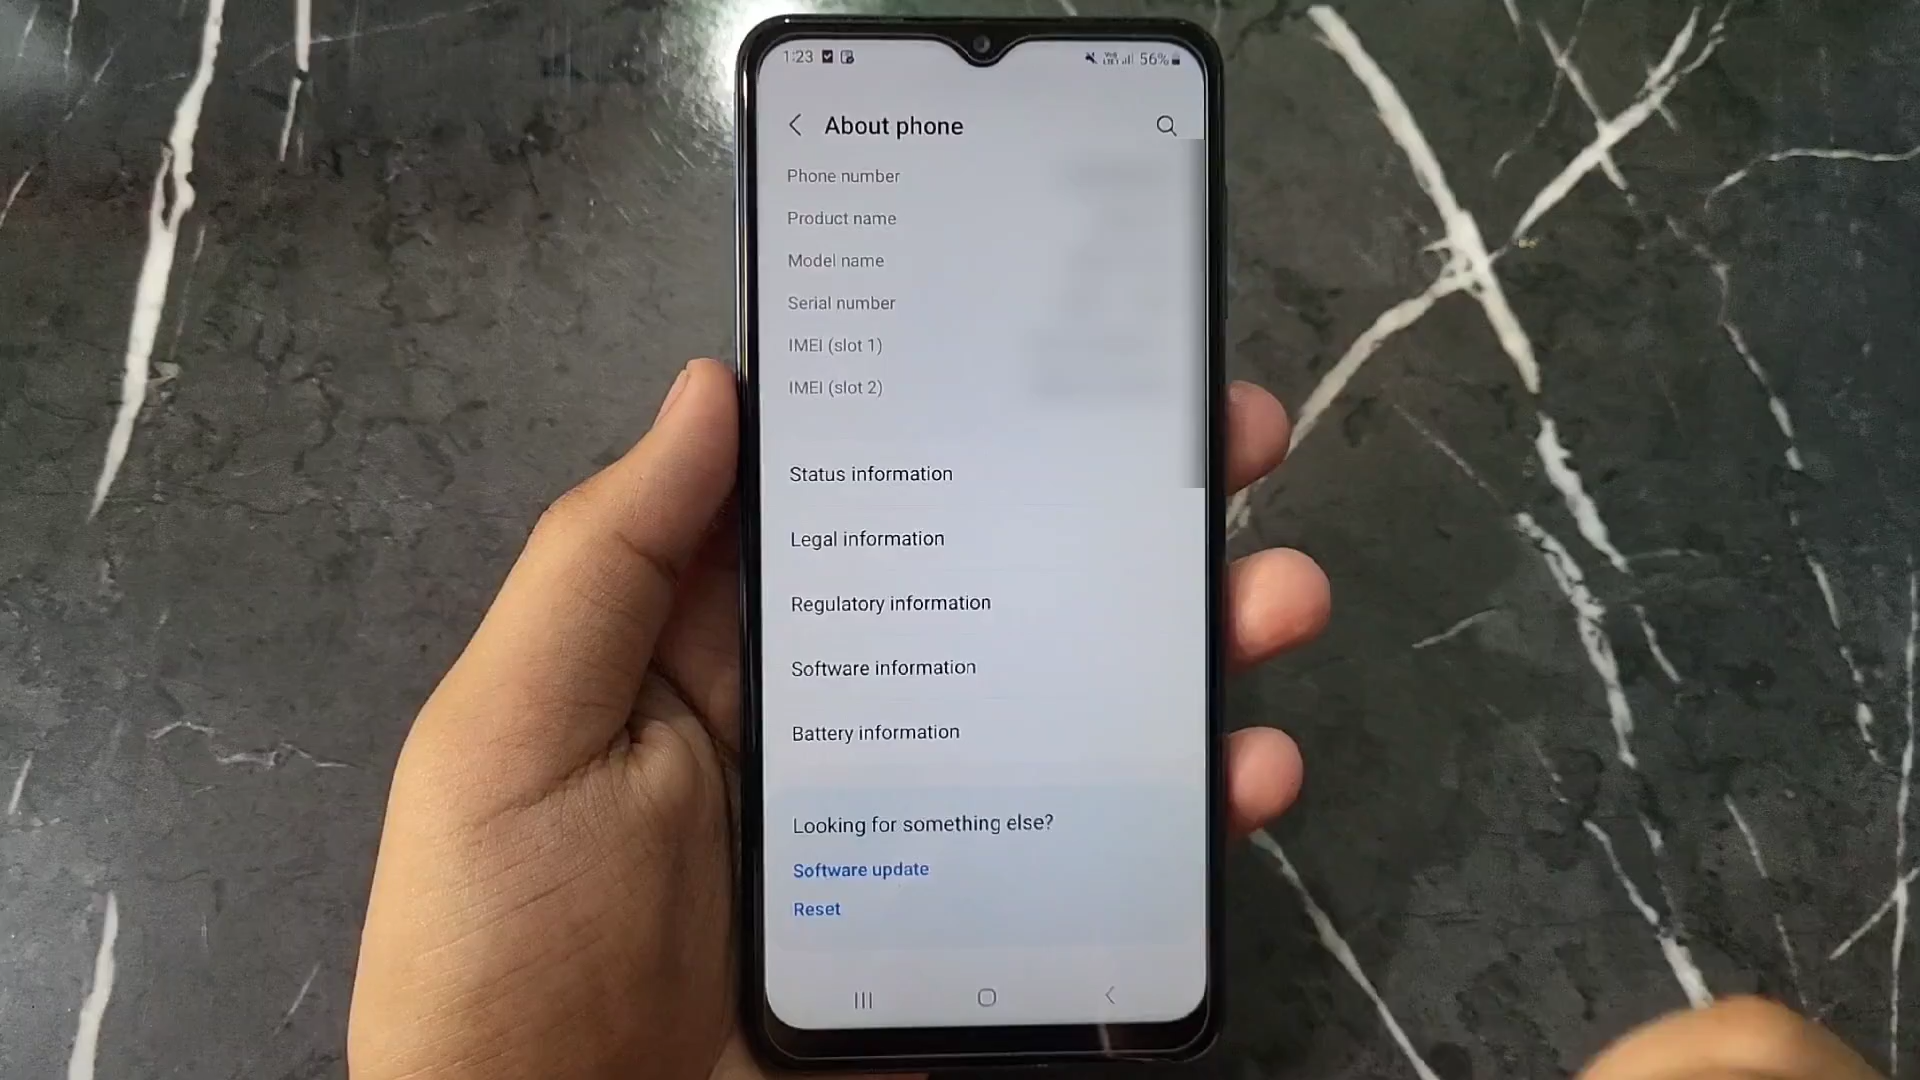 1:23 56%
About phone
Phone number
Product name
Model name
Serial number
IMEI (slot 1)
IMEI (slot 2)
Status information
Legal information
Regulatory information
Software information
Battery information
Looking for something else?
Software update
Reset